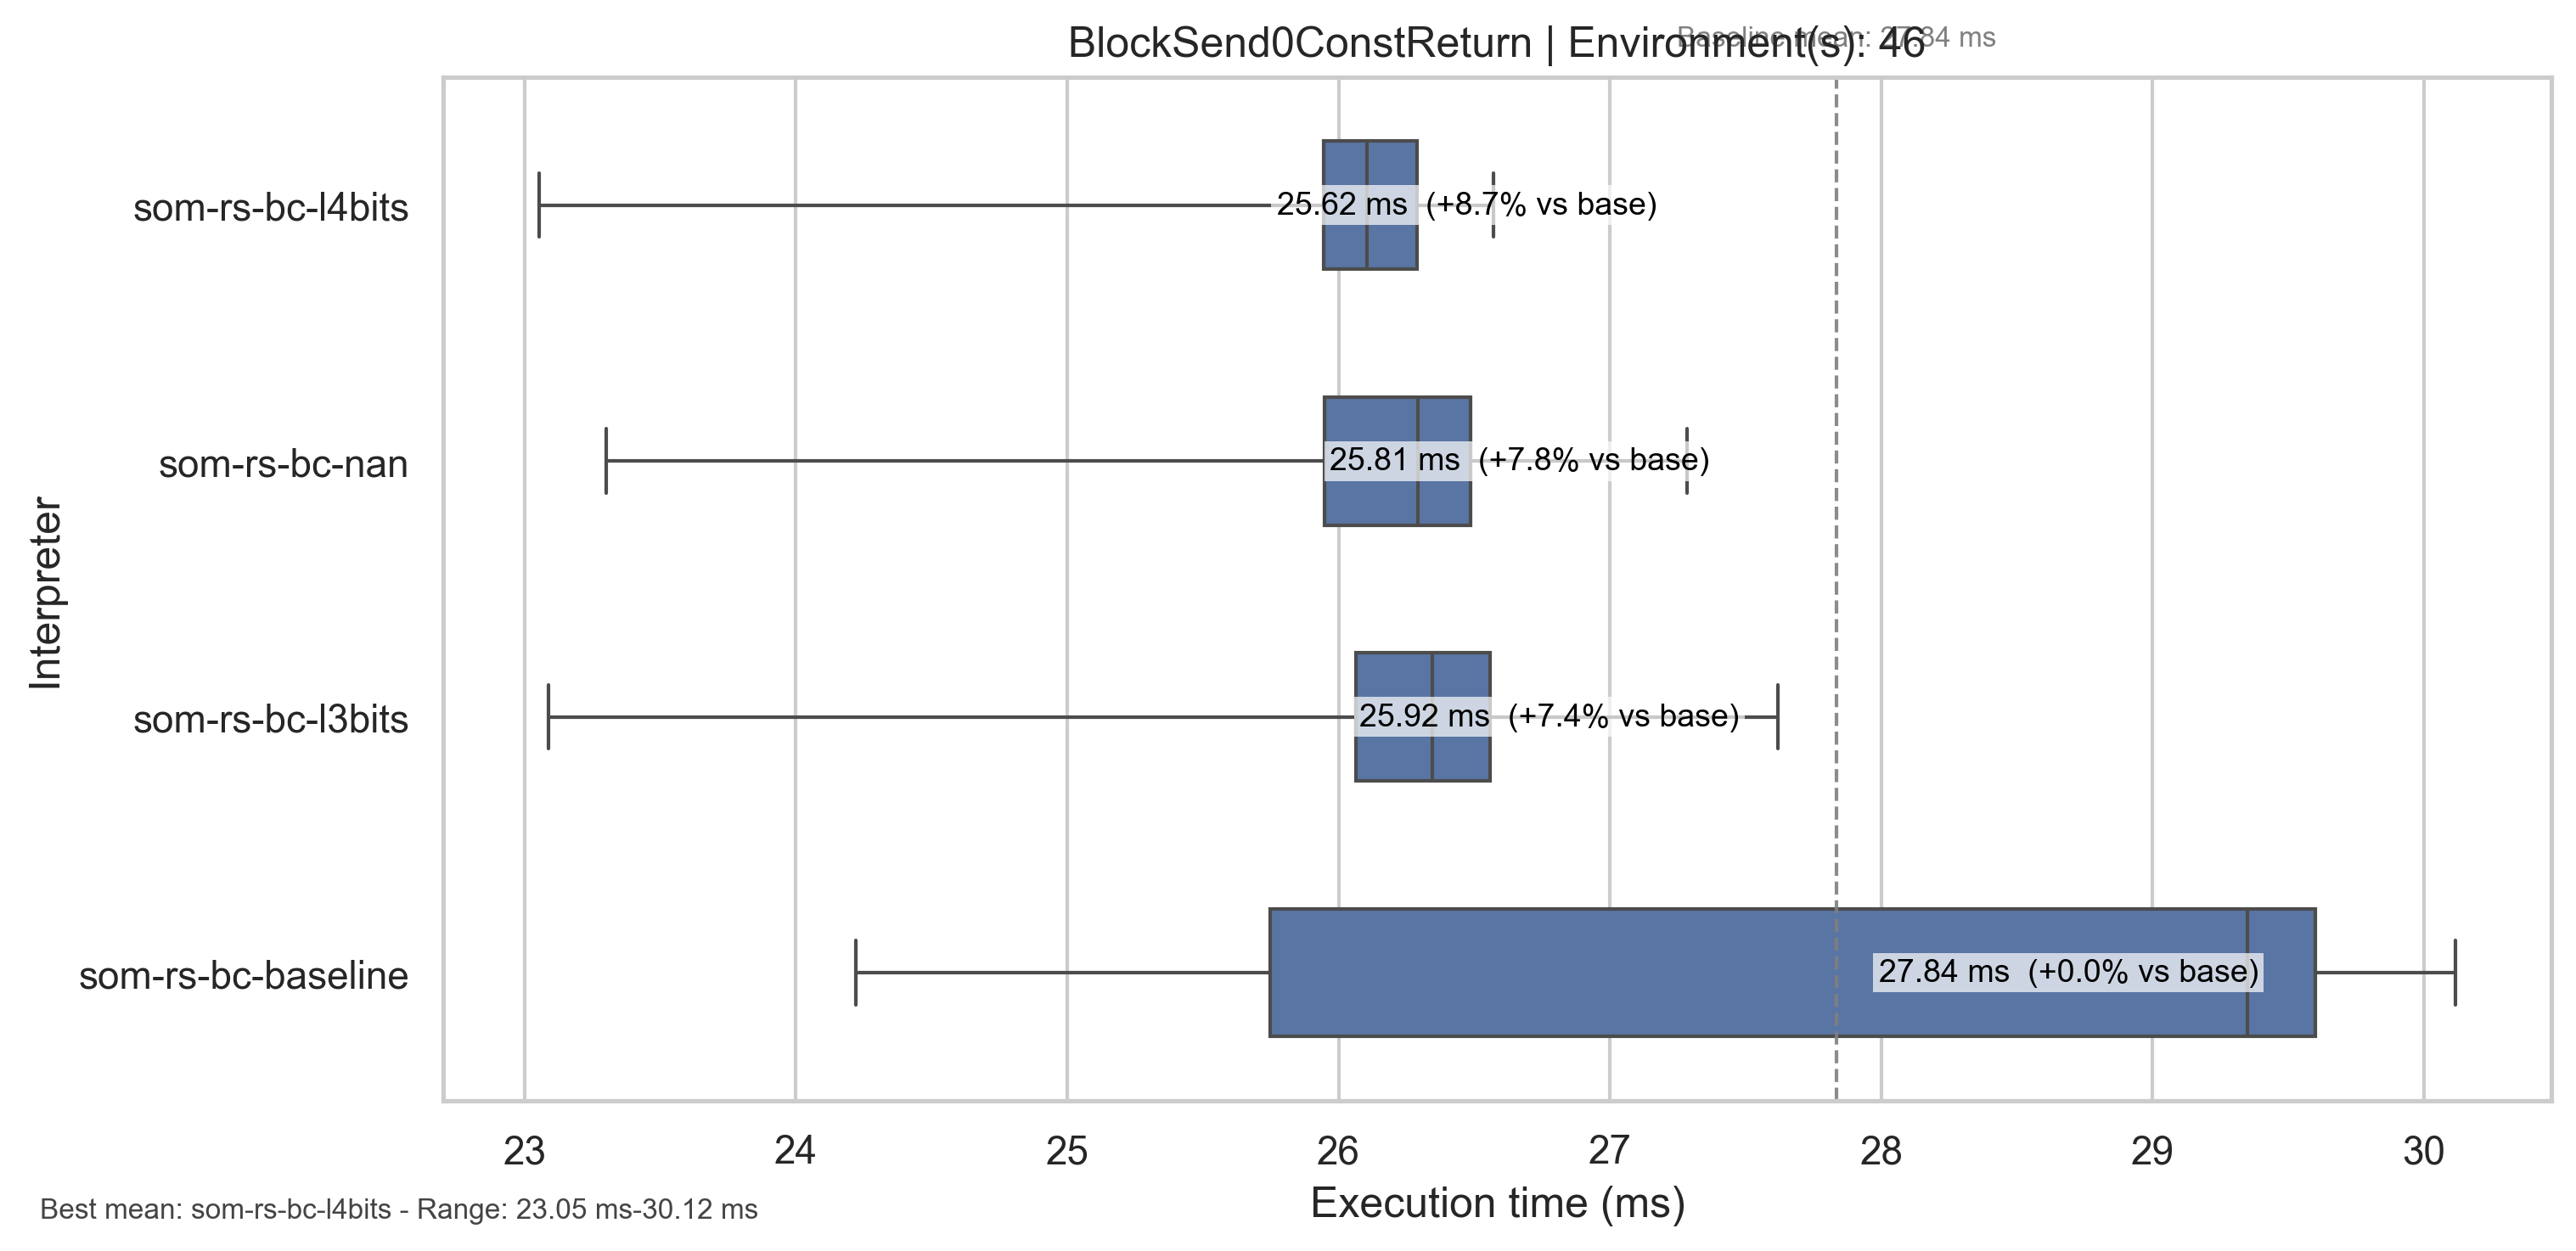 BlockSend0ConstReturn | Environment(s): 46
Baseline mean: 27.84 ms
som-rs-bc-l4bits
25.62 ms (+8.7% vs base)
som-rs-bc-nan
25.81 ms (+7.8% vs base)
Interpreter
som-rs-bc-l3bits
25.92 ms (+7.4% vs base)
som-rs-bc-baseline
27.84 ms (+0.0% vs base)
23 24 25 26 27 28 29 30
Execution time (ms)
Best mean: som-rs-bc-l4bits - Range: 23.05 ms-30.12 ms